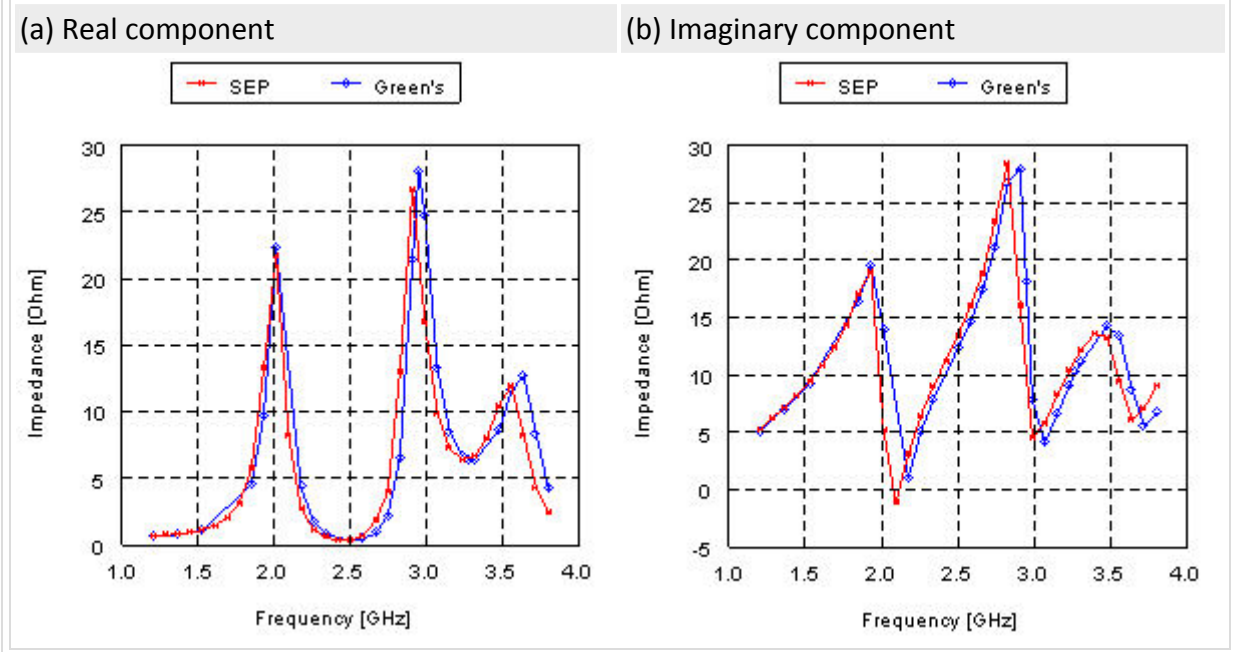 (a) Real component
(b) Imaginary component
SEP Green's
30
25
20
15
10
5
0
Impedance [Ohm]
1.0 1.5 2.0 2.5 3.0 3.5 4.0
Frequency [GHz]
SEP Green's
30
25
20
15
10
5
0
-5
Impedance [Ohm]
1.0 1.5 2.0 2.5 3.0 3.5 4.0
Frequency [GHz]